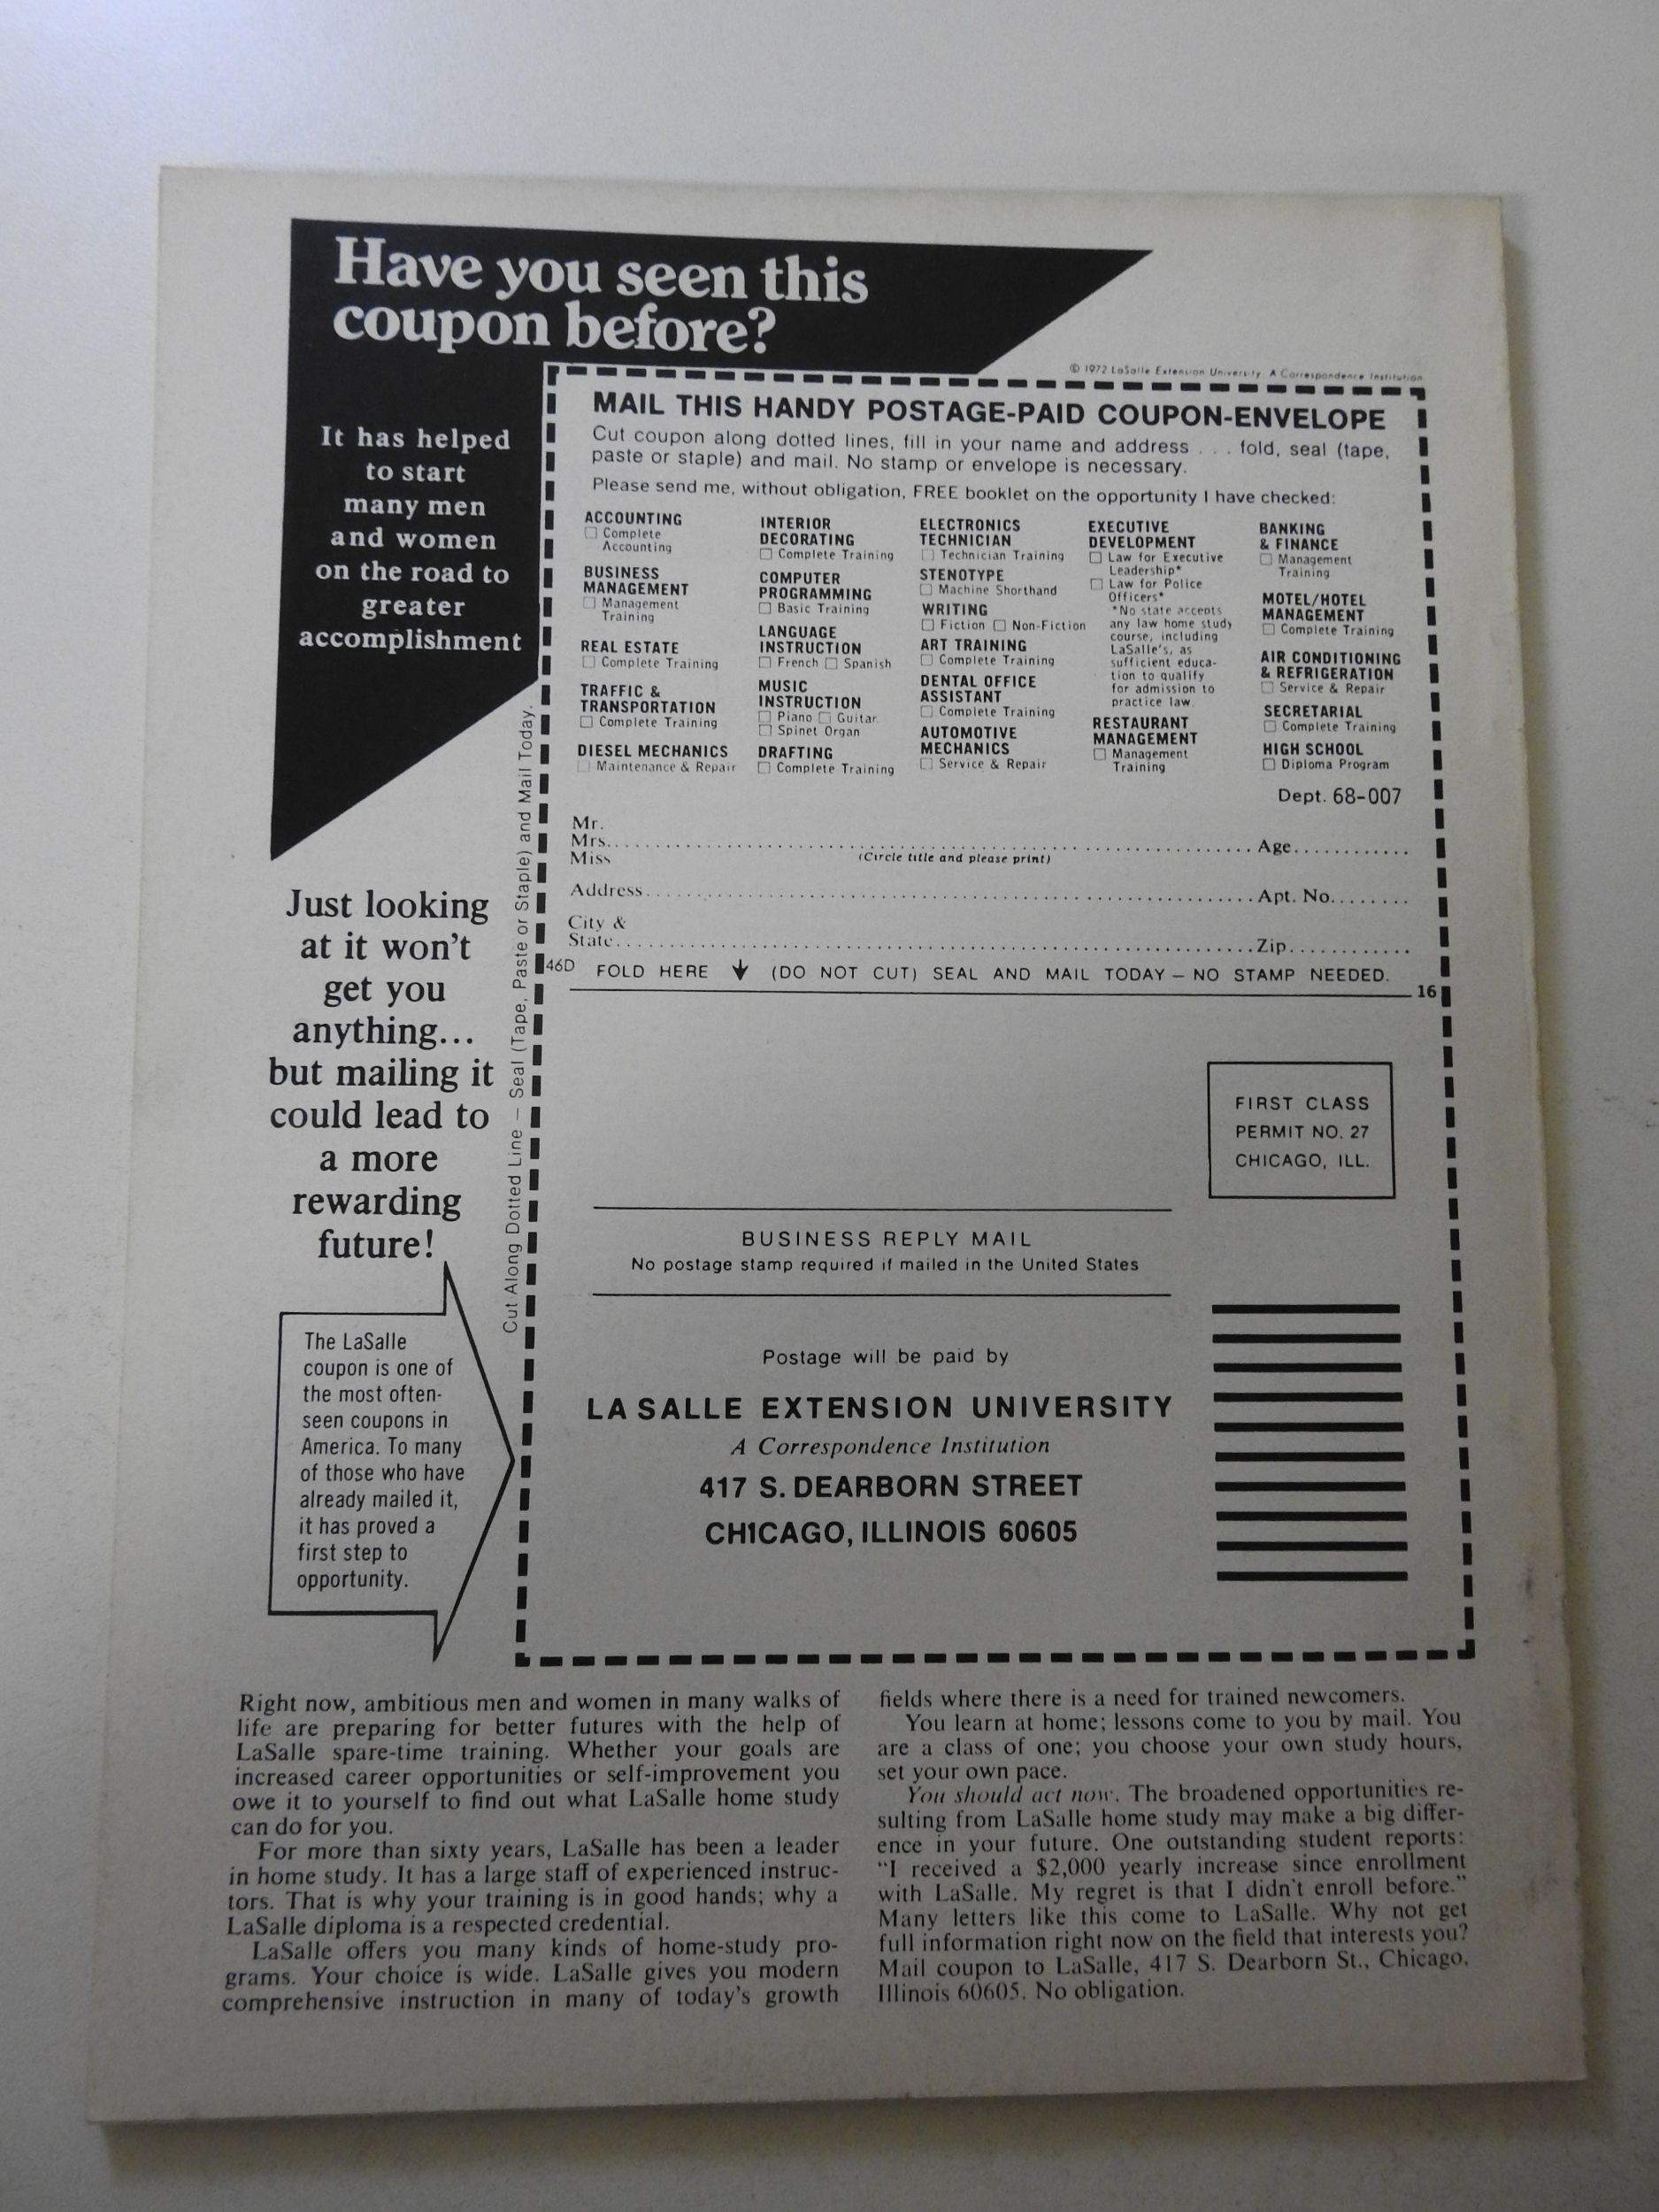 Have you seen this
coupon before?
It has helped
to start
many men
and women
on the road to
greater
accomplishment
Just looking
at it won't
get you
anything...
but mailing it
could lead to
a more
rewarding
future!
The LaSalle
coupon is one of
the most often-
seen coupons in
America. To many
of those who have
already mailed it,
it has proved a
first step to
opportunity.
Cut Along Dotted Line – Seal (Tape, Paste or Staple) and Mail Today.
© 1972 LaSalle Extension University A Correspondence Institution
MAIL THIS HANDY POSTAGE-PAID COUPON-ENVELOPE
Cut coupon along dotted lines, fill in your name and address . . . fold, seal (tape,
paste or staple) and mail. No stamp or envelope is necessary.
Please send me, without obligation, FREE booklet on the opportunity I have checked:
ACCOUNTING
☐ Complete
Accounting
BUSINESS
MANAGEMENT
☐ Management
Training
REAL ESTATE
☐ Complete Training
TRAFFIC &
TRANSPORTATION
☐ Complete Training
DIESEL MECHANICS
☐ Maintenance & Repair
INTERIOR
DECORATING
☐ Complete Training
COMPUTER
PROGRAMMING
☐ Basic Training
LANGUAGE
INSTRUCTION
☐ French ☐ Spanish
MUSIC
INSTRUCTION
☐ Piano ☐ Guitar
☐ Spinet Organ
DRAFTING
☐ Complete Training
ELECTRONICS
TECHNICIAN
☐ Technician Training
STENOTYPE
☐ Machine Shorthand
WRITING
☐ Fiction ☐ Non-Fiction
ART TRAINING
☐ Complete Training
DENTAL OFFICE
ASSISTANT
☐ Complete Training
AUTOMOTIVE
MECHANICS
☐ Service & Repair
EXECUTIVE
DEVELOPMENT
☐ Law for Executive
Leadership*
☐ Law for Police
Officers*
*No state accepts
any law home study
course, including
LaSalle's, as
sufficient educa-
tion to qualify
for admission to
practice law.
RESTAURANT
MANAGEMENT
☐ Management
Training
BANKING
& FINANCE
☐ Management
Training
MOTEL/HOTEL
MANAGEMENT
☐ Complete Training
AIR CONDITIONING
& REFRIGERATION
☐ Service & Repair
SECRETARIAL
☐ Complete Training
HIGH SCHOOL
☐ Diploma Program
Dept. 68-007
Mr.
Mrs. Age
Miss (Circle title and please print)
Address Apt. No.
City &
State Zip
46D FOLD HERE ↓ (DO NOT CUT) SEAL AND MAIL TODAY – NO STAMP NEEDED.
16
FIRST CLASS
PERMIT NO. 27
CHICAGO, ILL.
BUSINESS REPLY MAIL
No postage stamp required if mailed in the United States
Postage will be paid by
LA SALLE EXTENSION UNIVERSITY
A Correspondence Institution
417 S. DEARBORN STREET
CHICAGO, ILLINOIS 60605
Right now, ambitious men and women in many walks of
life are preparing for better futures with the help of
LaSalle spare-time training. Whether your goals are
increased career opportunities or self-improvement you
owe it to yourself to find out what LaSalle home study
can do for you.
For more than sixty years, LaSalle has been a leader
in home study. It has a large staff of experienced instruc-
tors. That is why your training is in good hands; why a
LaSalle diploma is a respected credential.
LaSalle offers you many kinds of home-study pro-
grams. Your choice is wide. LaSalle gives you modern
comprehensive instruction in many of today's growth
fields where there is a need for trained newcomers.
You learn at home; lessons come to you by mail. You
are a class of one; you choose your own study hours,
set your own pace.
You should act now. The broadened opportunities re-
sulting from LaSalle home study may make a big differ-
ence in your future. One outstanding student reports:
"I received a $2,000 yearly increase since enrollment
with LaSalle. My regret is that I didn't enroll before."
Many letters like this come to LaSalle. Why not get
full information right now on the field that interests you?
Mail coupon to LaSalle, 417 S. Dearborn St., Chicago,
Illinois 60605. No obligation.